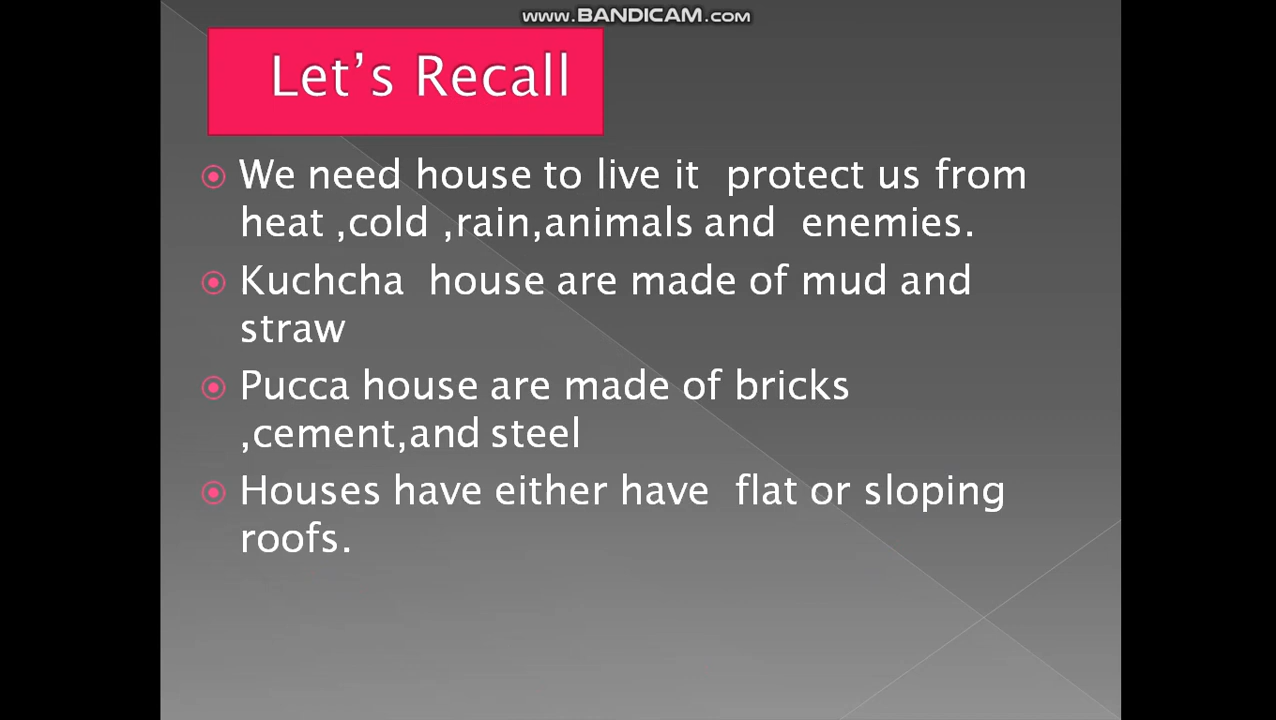 www.BANDICAM.com
Let’s Recall
We need house to live it  protect us from
heat ,cold ,rain,animals and  enemies.
Kuchcha  house are made of mud and
straw
Pucca house are made of bricks
,cement,and steel
Houses have either have  flat or sloping
roofs.